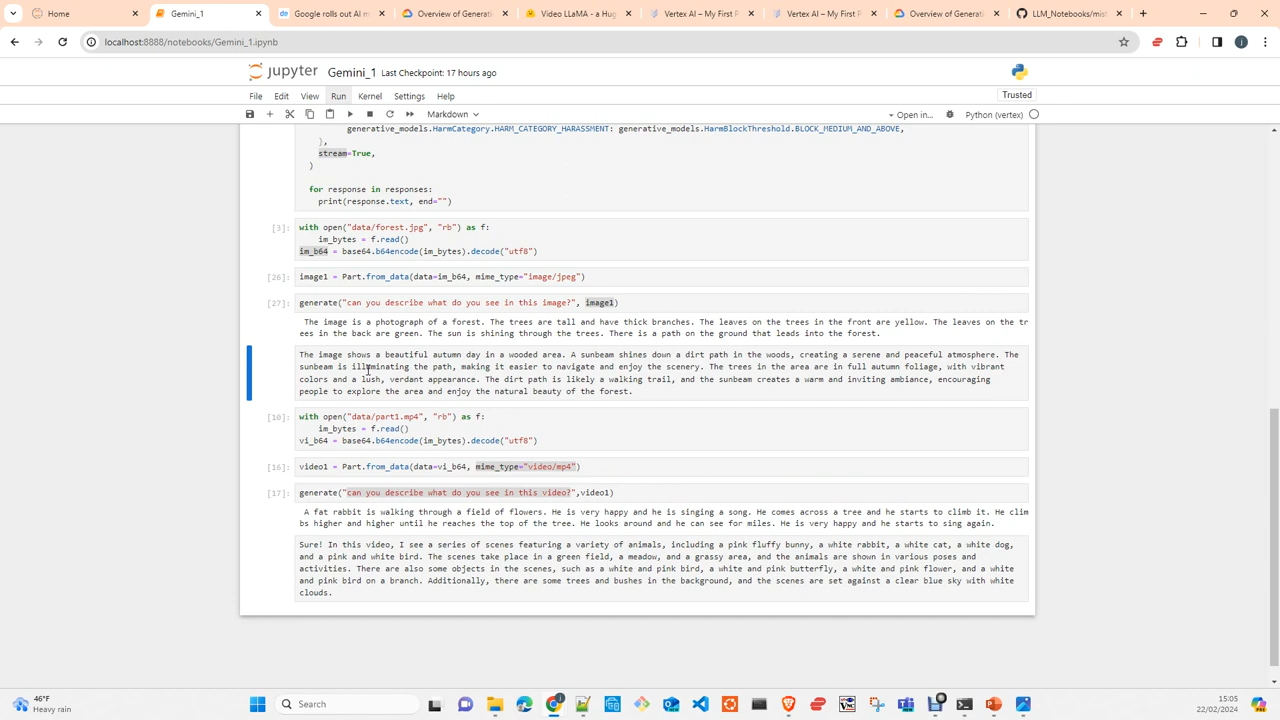 Home
Gemini_1
Google rolls out AI m
Overview of Generati
Video LLaMA - a Hug
Vertex AI – My First P
Vertex AI – My First P
Overview of Generati
LLM_Notebooks/mist
localhost:8888/notebooks/Gemini_1.ipynb
jupyter Gemini_1 Last Checkpoint: 17 hours ago
File Edit View Run Kernel Settings Help
Trusted
Markdown
Open in...
Python (vertex)
generative_models.HarmCategory.HARM_CATEGORY_HARASSMENT: generative_models.HarmBlockThreshold.BLOCK_MEDIUM_AND_ABOVE,
},
stream=True,
)
for response in responses:
print(response.text, end="")
[3]: with open("data/forest.jpg", "rb") as f:
im_bytes = f.read()
im_b64 = base64.b64encode(im_bytes).decode("utf8")
[26]: image1 = Part.from_data(data=im_b64, mime_type="image/jpeg")
[27]: generate("can you describe what do you see in this image?", image1)
The image is a photograph of a forest. The trees are tall and have thick branches. The leaves on the trees in the front are yellow. The leaves on the tr
ees in the back are green. The sun is shining through the trees. There is a path on the ground that leads into the forest.
The image shows a beautiful autumn day in a wooded area. A sunbeam shines down a dirt path in the woods, creating a serene and peaceful atmosphere. The
sunbeam is illuminating the path, making it easier to navigate and enjoy the scenery. The trees in the area are in full autumn foliage, with vibrant
colors and a lush, verdant appearance. The dirt path is likely a walking trail, and the sunbeam creates a warm and inviting ambiance, encouraging
people to explore the area and enjoy the natural beauty of the forest.
[10]: with open("data/part1.mp4", "rb") as f:
im_bytes = f.read()
vi_b64 = base64.b64encode(im_bytes).decode("utf8")
[16]: video1 = Part.from_data(data=vi_b64, mime_type="video/mp4")
[17]: generate("can you describe what do you see in this video?",video1)
A fat rabbit is walking through a field of flowers. He is very happy and he is singing a song. He comes across a tree and he starts to climb it. He clim
bs higher and higher until he reaches the top of the tree. He looks around and he can see for miles. He is very happy and he starts to sing again.
Sure! In this video, I see a series of scenes featuring a variety of animals, including a pink fluffy bunny, a white rabbit, a white cat, a white dog,
and a pink and white bird. The scenes take place in a green field, a meadow, and a grassy area, and the animals are shown in various poses and
activities. There are also some objects in the scenes, such as a white and pink bird, a white and pink butterfly, a white and pink flower, and a white
and pink bird on a branch. Additionally, there are some trees and bushes in the background, and the scenes are set against a clear blue sky with white
clouds.
46°F
Heavy rain
Search
15:05
22/02/2024